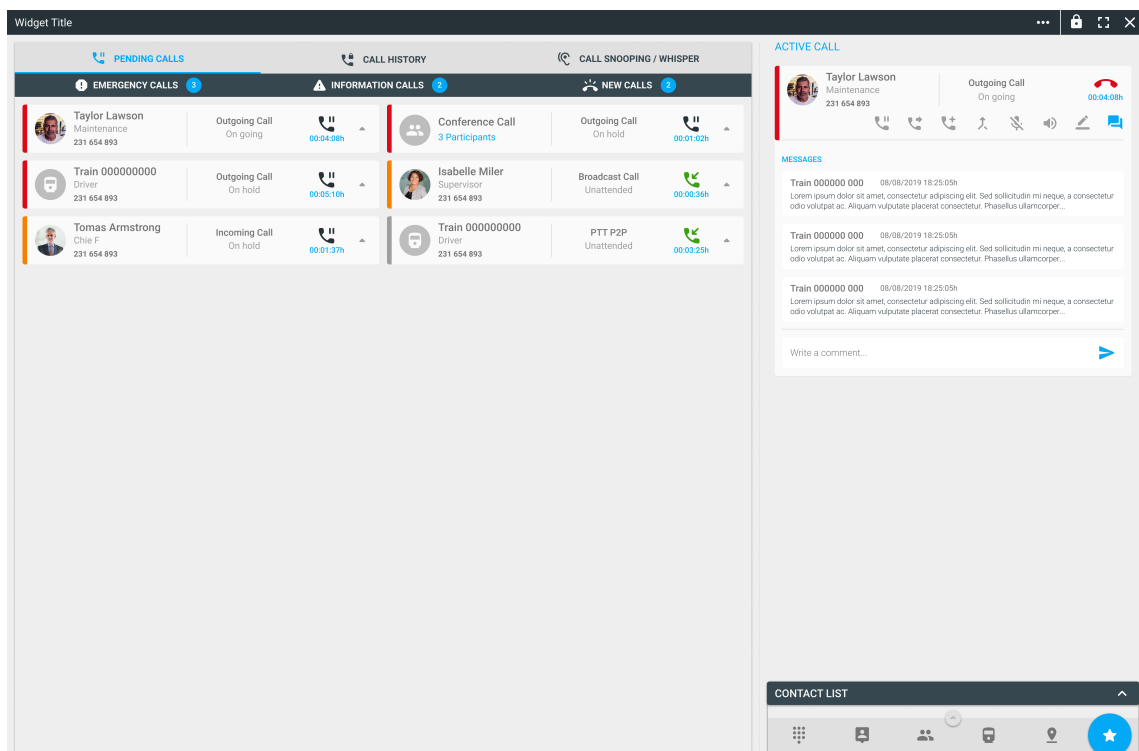 Widget Title
PENDING CALLS
CALL HISTORY
CALL SNOOPING / WHISPER
EMERGENCY CALLS 3
INFORMATION CALLS 2
NEW CALLS 2
Taylor Lawson
Maintenance
231 654 893
Outgoing Call
On going
00:04:08h
Conference Call
3 Participants
Outgoing Call
On hold
00:01:02h
Train 000000000
Driver
231 654 893
Outgoing Call
On hold
00:05:10h
Isabelle Miler
Supervisor
231 654 893
Broadcast Call
Unattended
00:00:36h
Tomas Armstrong
Chie F
231 654 893
Incoming Call
On hold
00:01:37h
Train 000000000
Driver
231 654 893
PTT P2P
Unattended
00:03:25h
ACTIVE CALL
Taylor Lawson
Maintenance
231 654 893
Outgoing Call
On going
00:04:08h
MESSAGES
Train 000000 000 08/08/2019 18:25:05h
Lorem ipsum dolor sit amet, consectetur adipiscing elit. Sed sollicitudin mi neque, a consectetur
odio volutpat ac. Aliquam vulputate placerat consectetur. Phasellus ullamcorper...
Train 000000 000 08/08/2019 18:25:05h
Lorem ipsum dolor sit amet, consectetur adipiscing elit. Sed sollicitudin mi neque, a consectetur
odio volutpat ac. Aliquam vulputate placerat consectetur. Phasellus ullamcorper...
Train 000000 000 08/08/2019 18:25:05h
Lorem ipsum dolor sit amet, consectetur adipiscing elit. Sed sollicitudin mi neque, a consectetur
odio volutpat ac. Aliquam vulputate placerat consectetur. Phasellus ullamcorper...
Write a comment...
CONTACT LIST